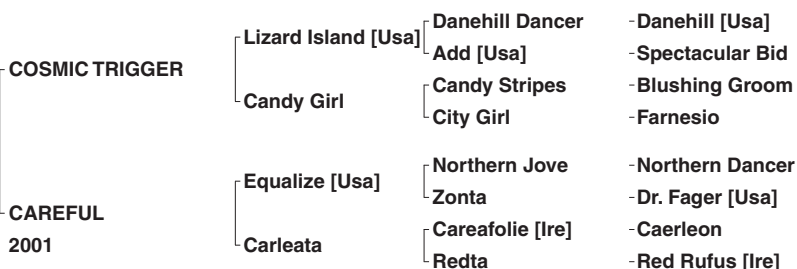 Danehill Dancer - Danehill [Usa]
Lizard Island [Usa]
Add [Usa] - Spectacular Bid
COSMIC TRIGGER
Candy Stripes - Blushing Groom
Candy Girl
City Girl - Farnesio
Northern Jove - Northern Dancer
Equalize [Usa]
Zonta - Dr. Fager [Usa]
CAREFUL
Careafolie [Ire] - Caerleon
2001 Carleata
Redta - Red Rufus [Ire]